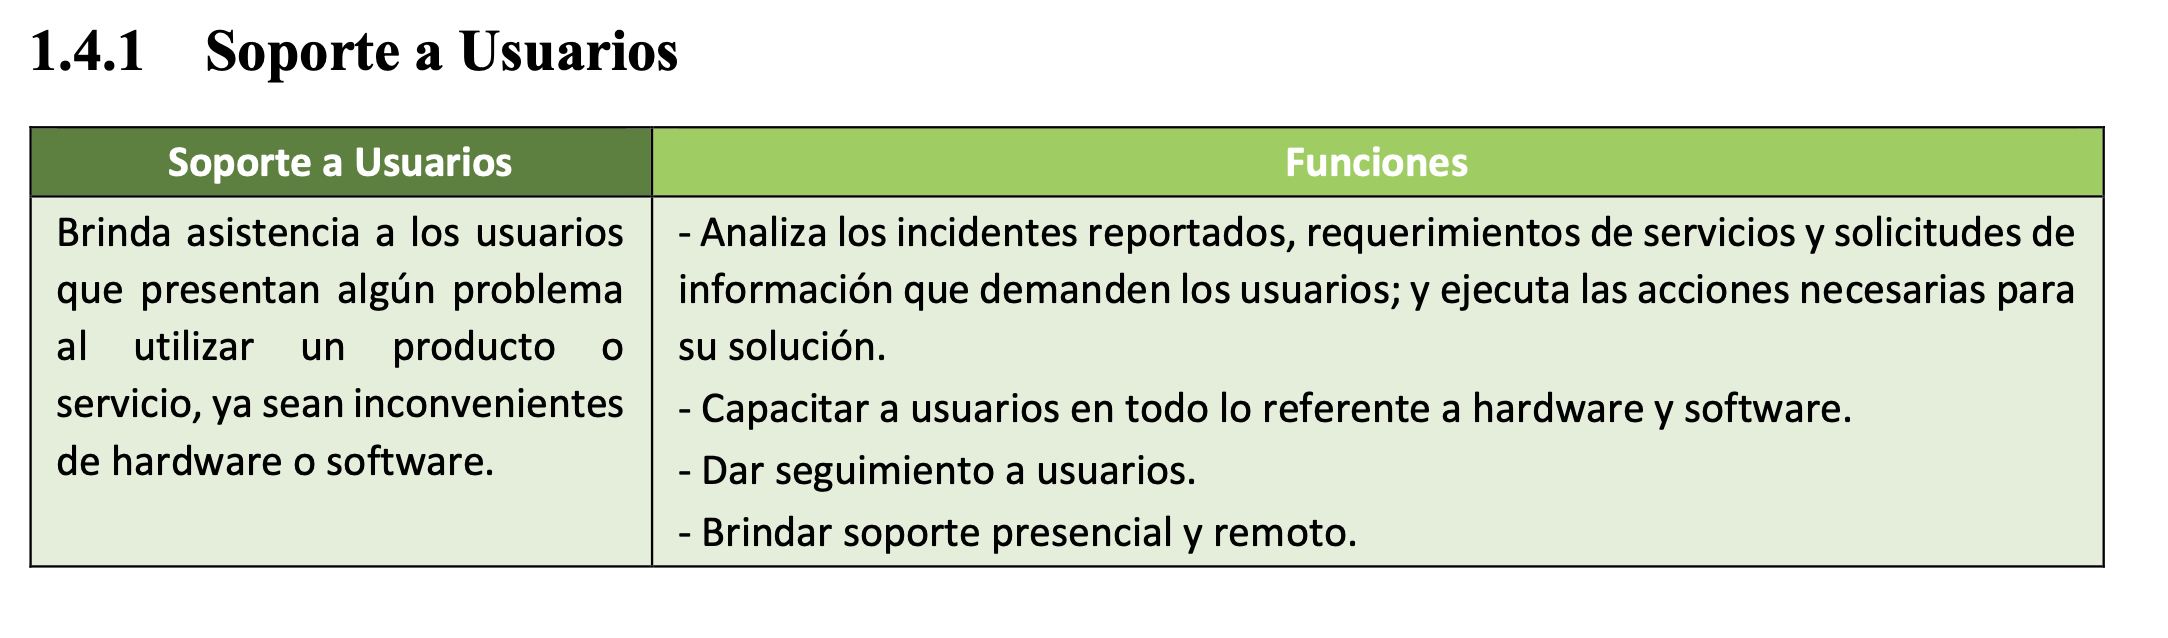 1.4.1 Soporte a Usuarios
Soporte a Usuarios
Funciones
Brinda asistencia a los usuarios
que presentan algún problema
al utilizar un producto o
servicio, ya sean inconvenientes
de hardware o software.
- Analiza los incidentes reportados, requerimientos de servicios y solicitudes de
información que demanden los usuarios; y ejecuta las acciones necesarias para
su solución.
- Capacitar a usuarios en todo lo referente a hardware y software.
- Dar seguimiento a usuarios.
- Brindar soporte presencial y remoto.